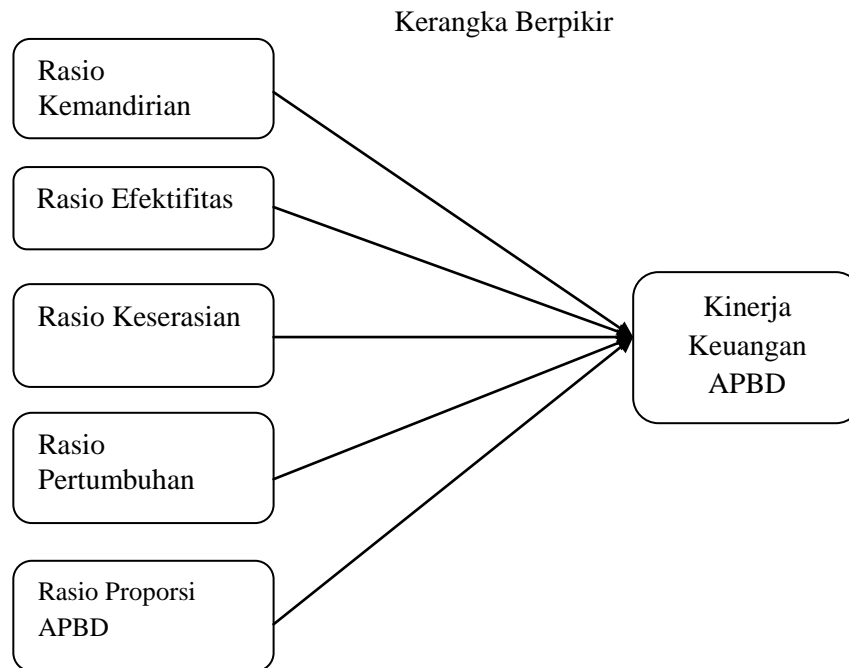 Kerangka Berpikir
Rasio
Kemandirian
Rasio Efektifitas
Rasio Keserasian
Rasio
Pertumbuhan
Rasio Proporsi
APBD
Kinerja
Keuangan
APBD